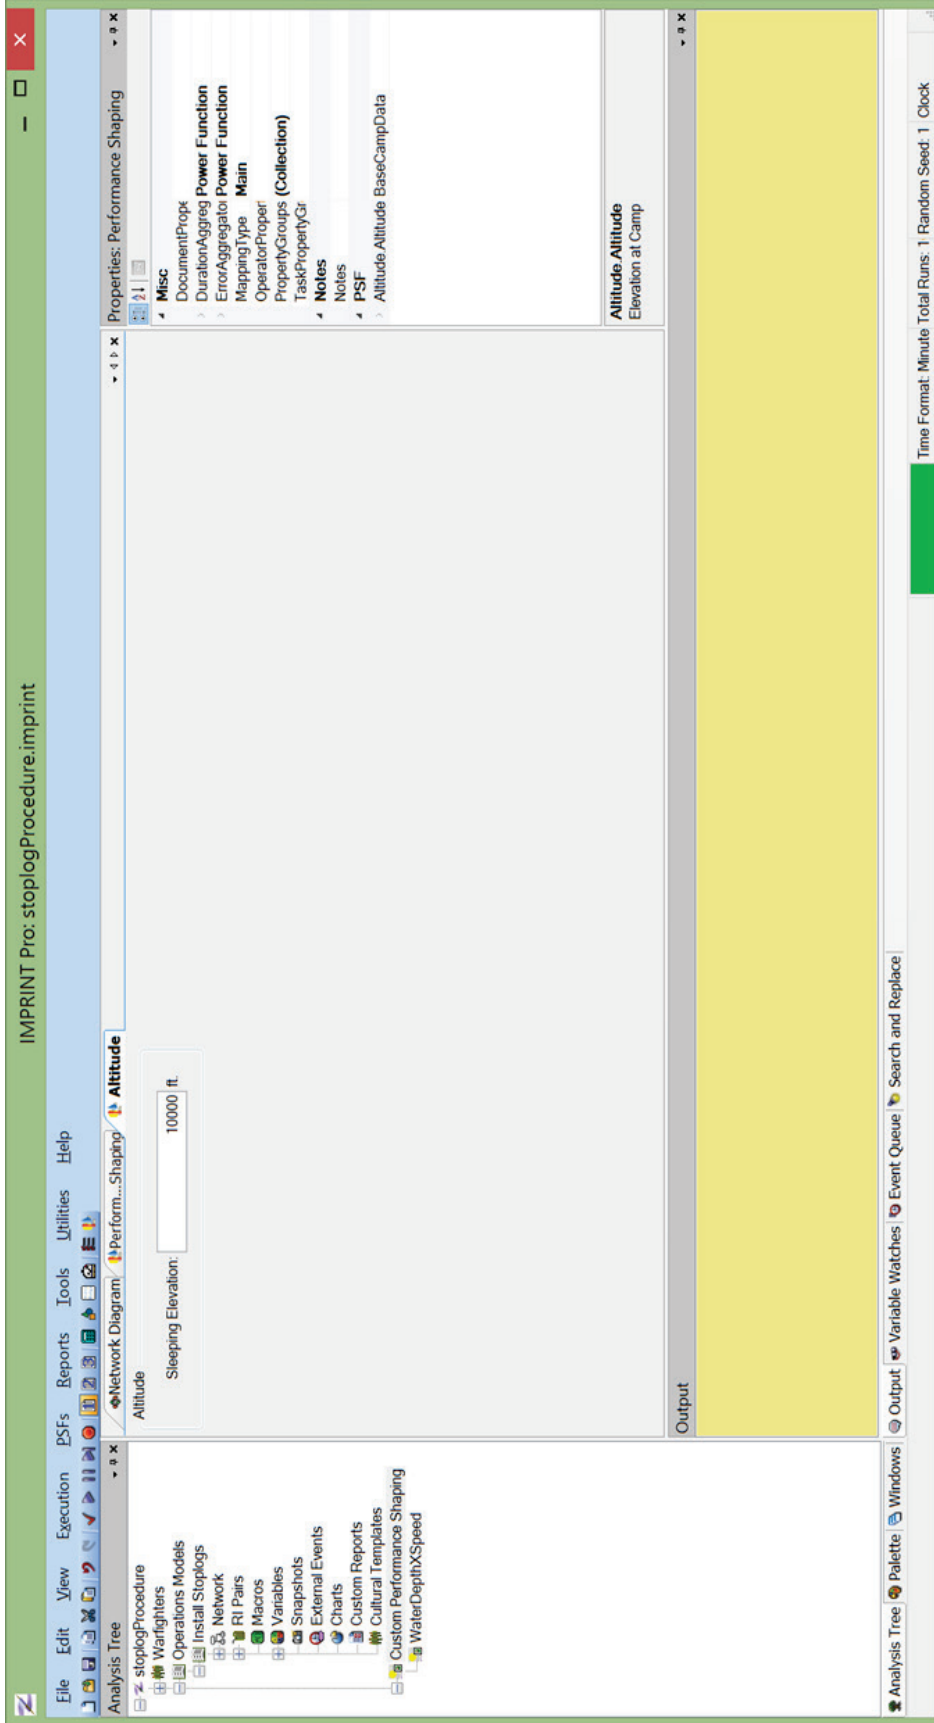 IMPRINT Pro: stoplogProcedure.imprint
File Edit View Execution PSFs Reports Tools Utilities Help
Analysis Tree
stoplogProcedure
Warfighters
Operations Models
Install Stoplogs
Network
RI Pairs
Macros
Variables
Snapshots
External Events
Charts
Custom Reports
Cultural Templates
Custom Performance Shaping
WaterDepthXSpeed
Network Diagram Perform...Shaping Altitude
Altitude
Sleeping Elevation: 10000 ft.
Properties: Performance Shaping
Misc
DocumentPrope
DurationAggreg Power Function
ErrorAggregator Power Function
MappingType Main
OperatorProper
PropertyGroups (Collection)
TaskPropertyGr
Notes
Notes
PSF
Altitude.Altitude BaseCampData
Altitude.Altitude
Elevation at Camp
Output
Analysis Tree Palette Windows Output Variable Watches Event Queue Search and Replace
Time Format: Minute Total Runs: 1 Random Seed: 1 Clock